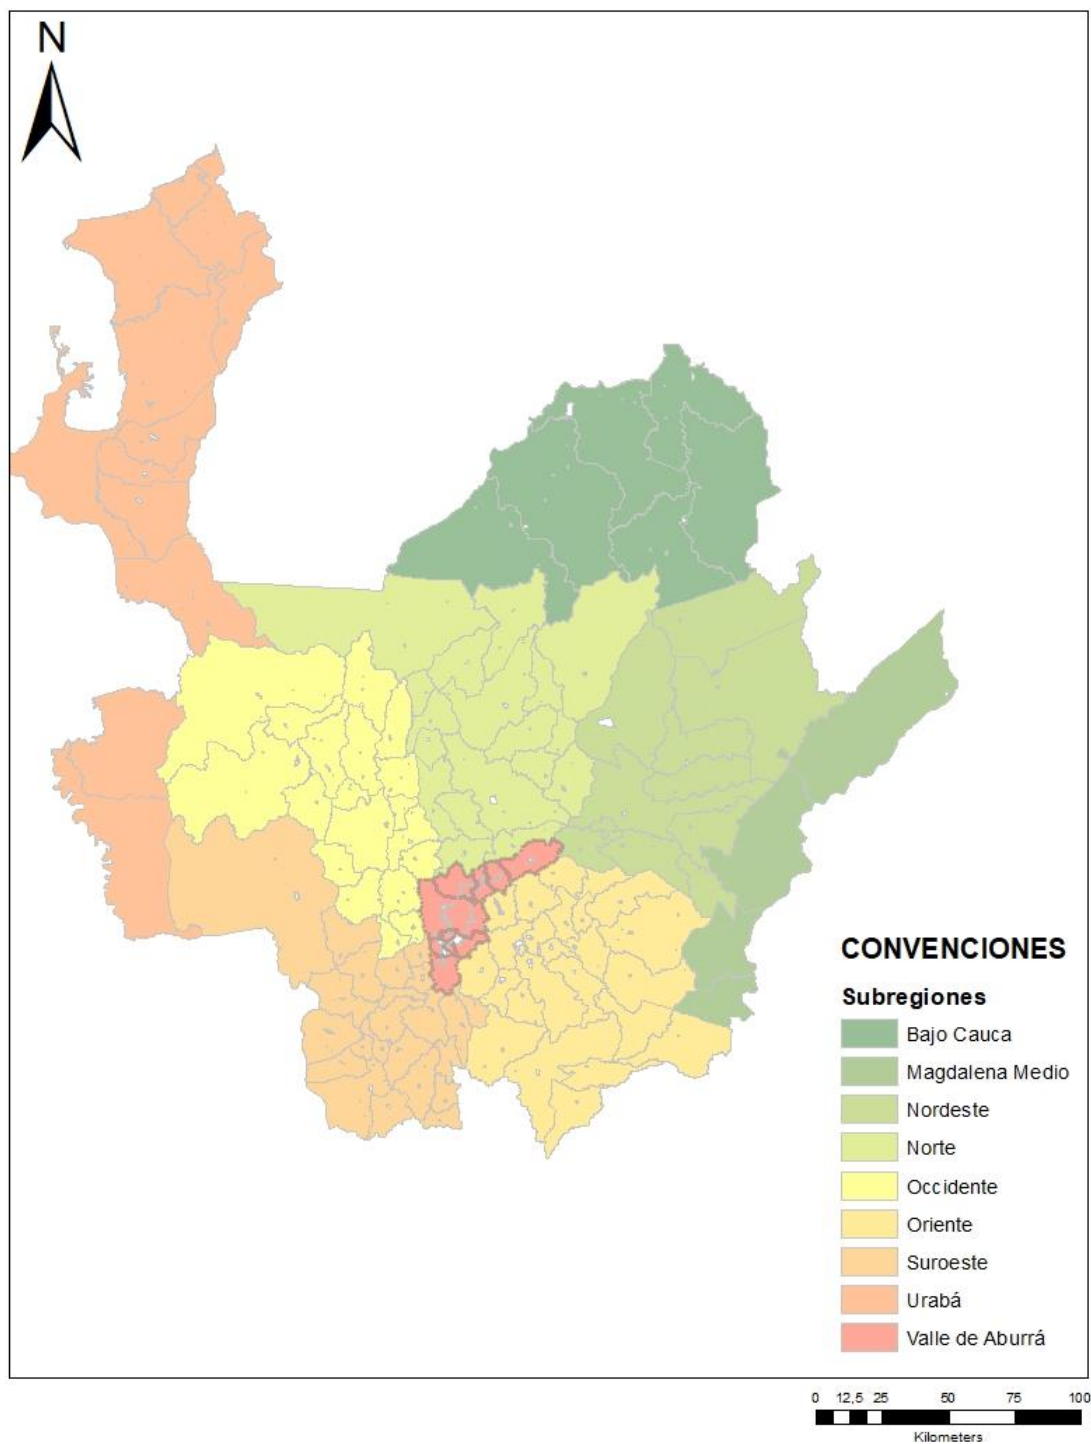 N
CONVENCIONES
Subregiones
Bajo Cauca
Magdalena Medio
Nordeste
Norte
Occidente
Oriente
Suroeste
Urabá
Valle de Aburrá
0 12,5 25 50 75 100
Kilometers